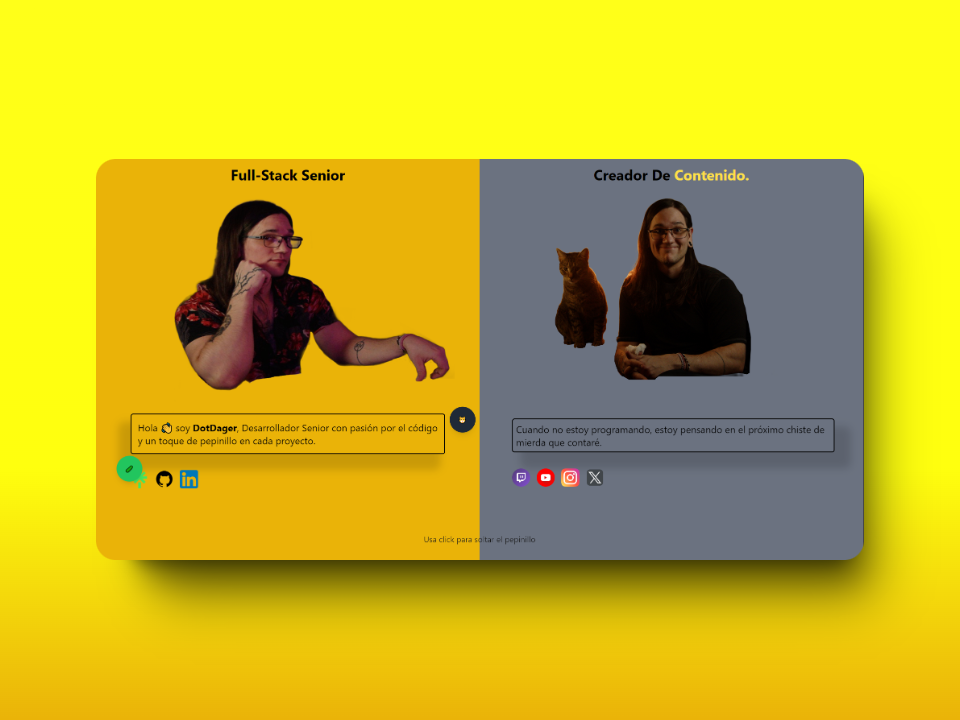 Full-Stack Senior
Creador De Contenido.
Hola 👋 soy DotDager, Desarrollador Senior con pasión por el código
y un toque de pepinillo en cada proyecto.
Cuando no estoy programando, estoy pensando en el próximo chiste de
mierda que contaré.
Usa click para soltar el pepinillo